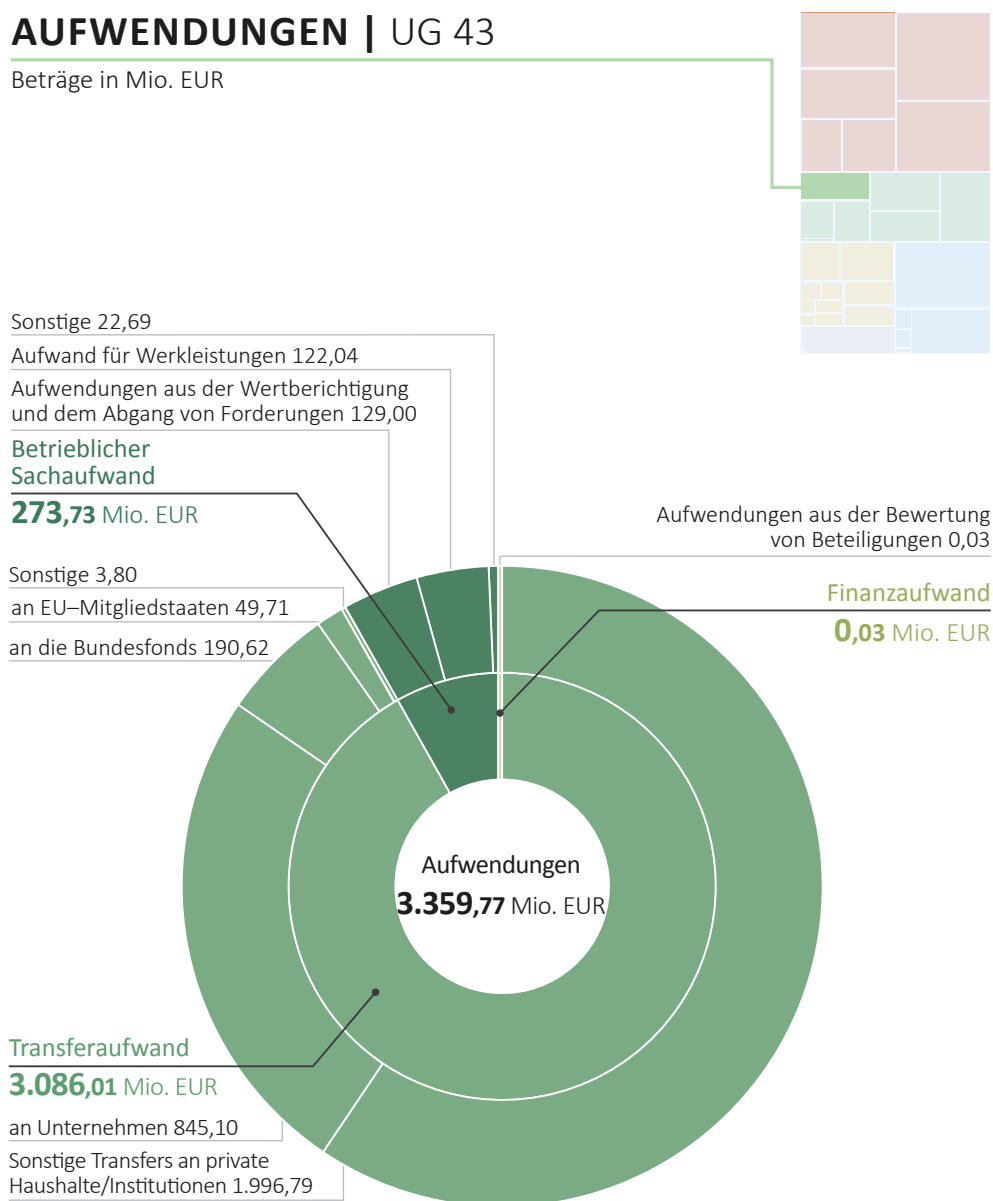 AUFWENDUNGEN | UG 43
Beträge in Mio. EUR
Sonstige 22,69
Aufwand für Werkleistungen 122,04
Aufwendungen aus der Wertberichtigung
und dem Abgang von Forderungen 129,00
Betrieblicher
Sachaufwand
273,73 Mio. EUR
Aufwendungen aus der Bewertung
von Beteiligungen 0,03
Finanzaufwand
0,03 Mio. EUR
Sonstige 3,80
an EU–Mitgliedstaaten 49,71
an die Bundesfonds 190,62
Aufwendungen
3.359,77 Mio. EUR
Transferaufwand
3.086,01 Mio. EUR
an Unternehmen 845,10
Sonstige Transfers an private
Haushalte/Institutionen 1.996,79